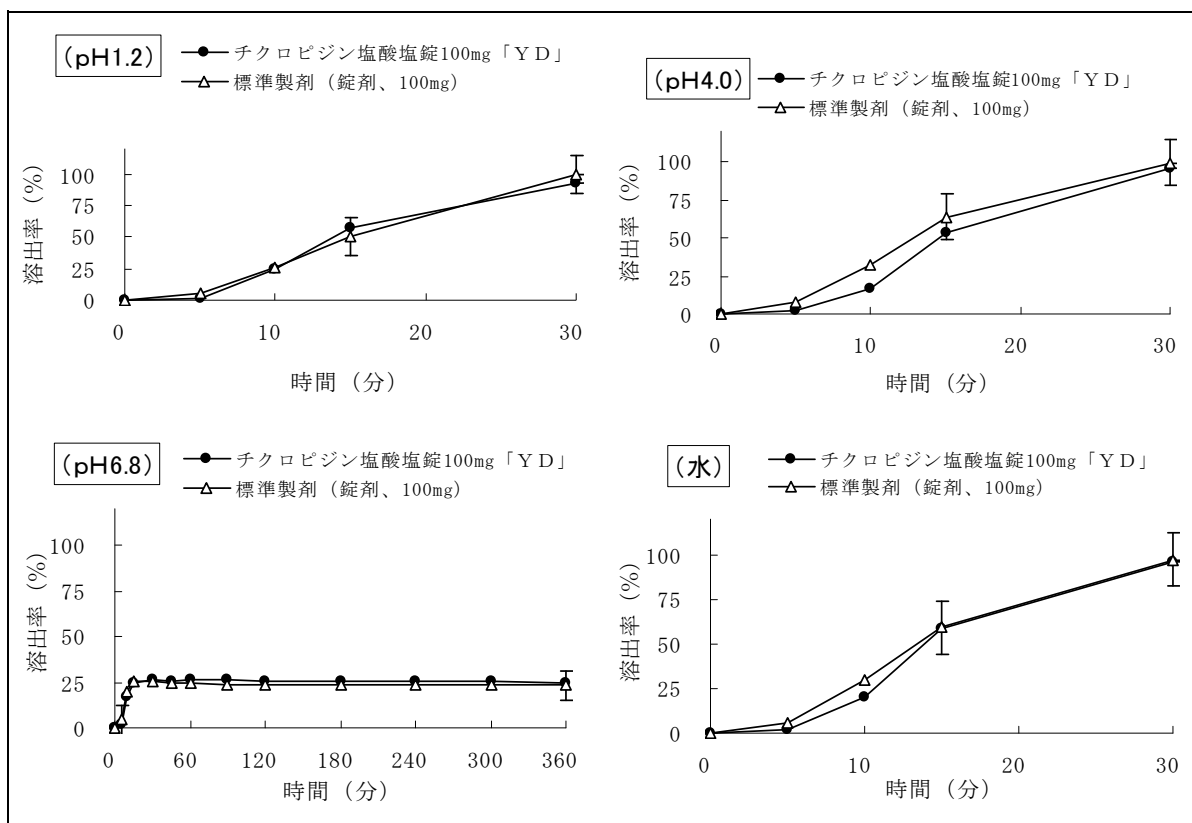 (pH1.2)
チクロピジン塩酸塩錠100mg「ＹＤ」
標準製剤（錠剤、100mg）
溶出率（%）
100
75
50
25
0
0 10 20 30
時間（分）
(pH4.0)
チクロピジン塩酸塩錠100mg「ＹＤ」
標準製剤（錠剤、100mg）
溶出率（%）
100
75
50
25
0
0 10 20 30
時間（分）
(pH6.8)
チクロピジン塩酸塩錠100mg「ＹＤ」
標準製剤（錠剤、100mg）
溶出率（%）
100
75
50
25
0
0 60 120 180 240 300 360
時間（分）
(水)
チクロピジン塩酸塩錠100mg「ＹＤ」
標準製剤（錠剤、100mg）
溶出率（%）
100
75
50
25
0
0 10 20 30
時間（分）